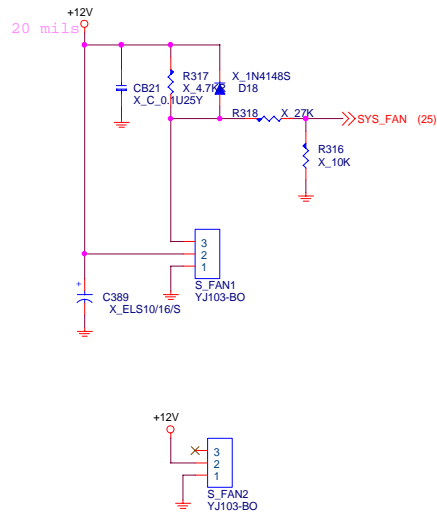 +12V
20 mils
R317
X_4.7K
X_1N4148S
D18
CB21
X_C_0.1U25Y
R318
X_27K
SYS_FAN (25)
R316
X_10K
3
2
1
S_FAN1
YJ103-BO
+
C389
X_ELS10/16/S
+12V
3
2
1
S_FAN2
YJ103-BO